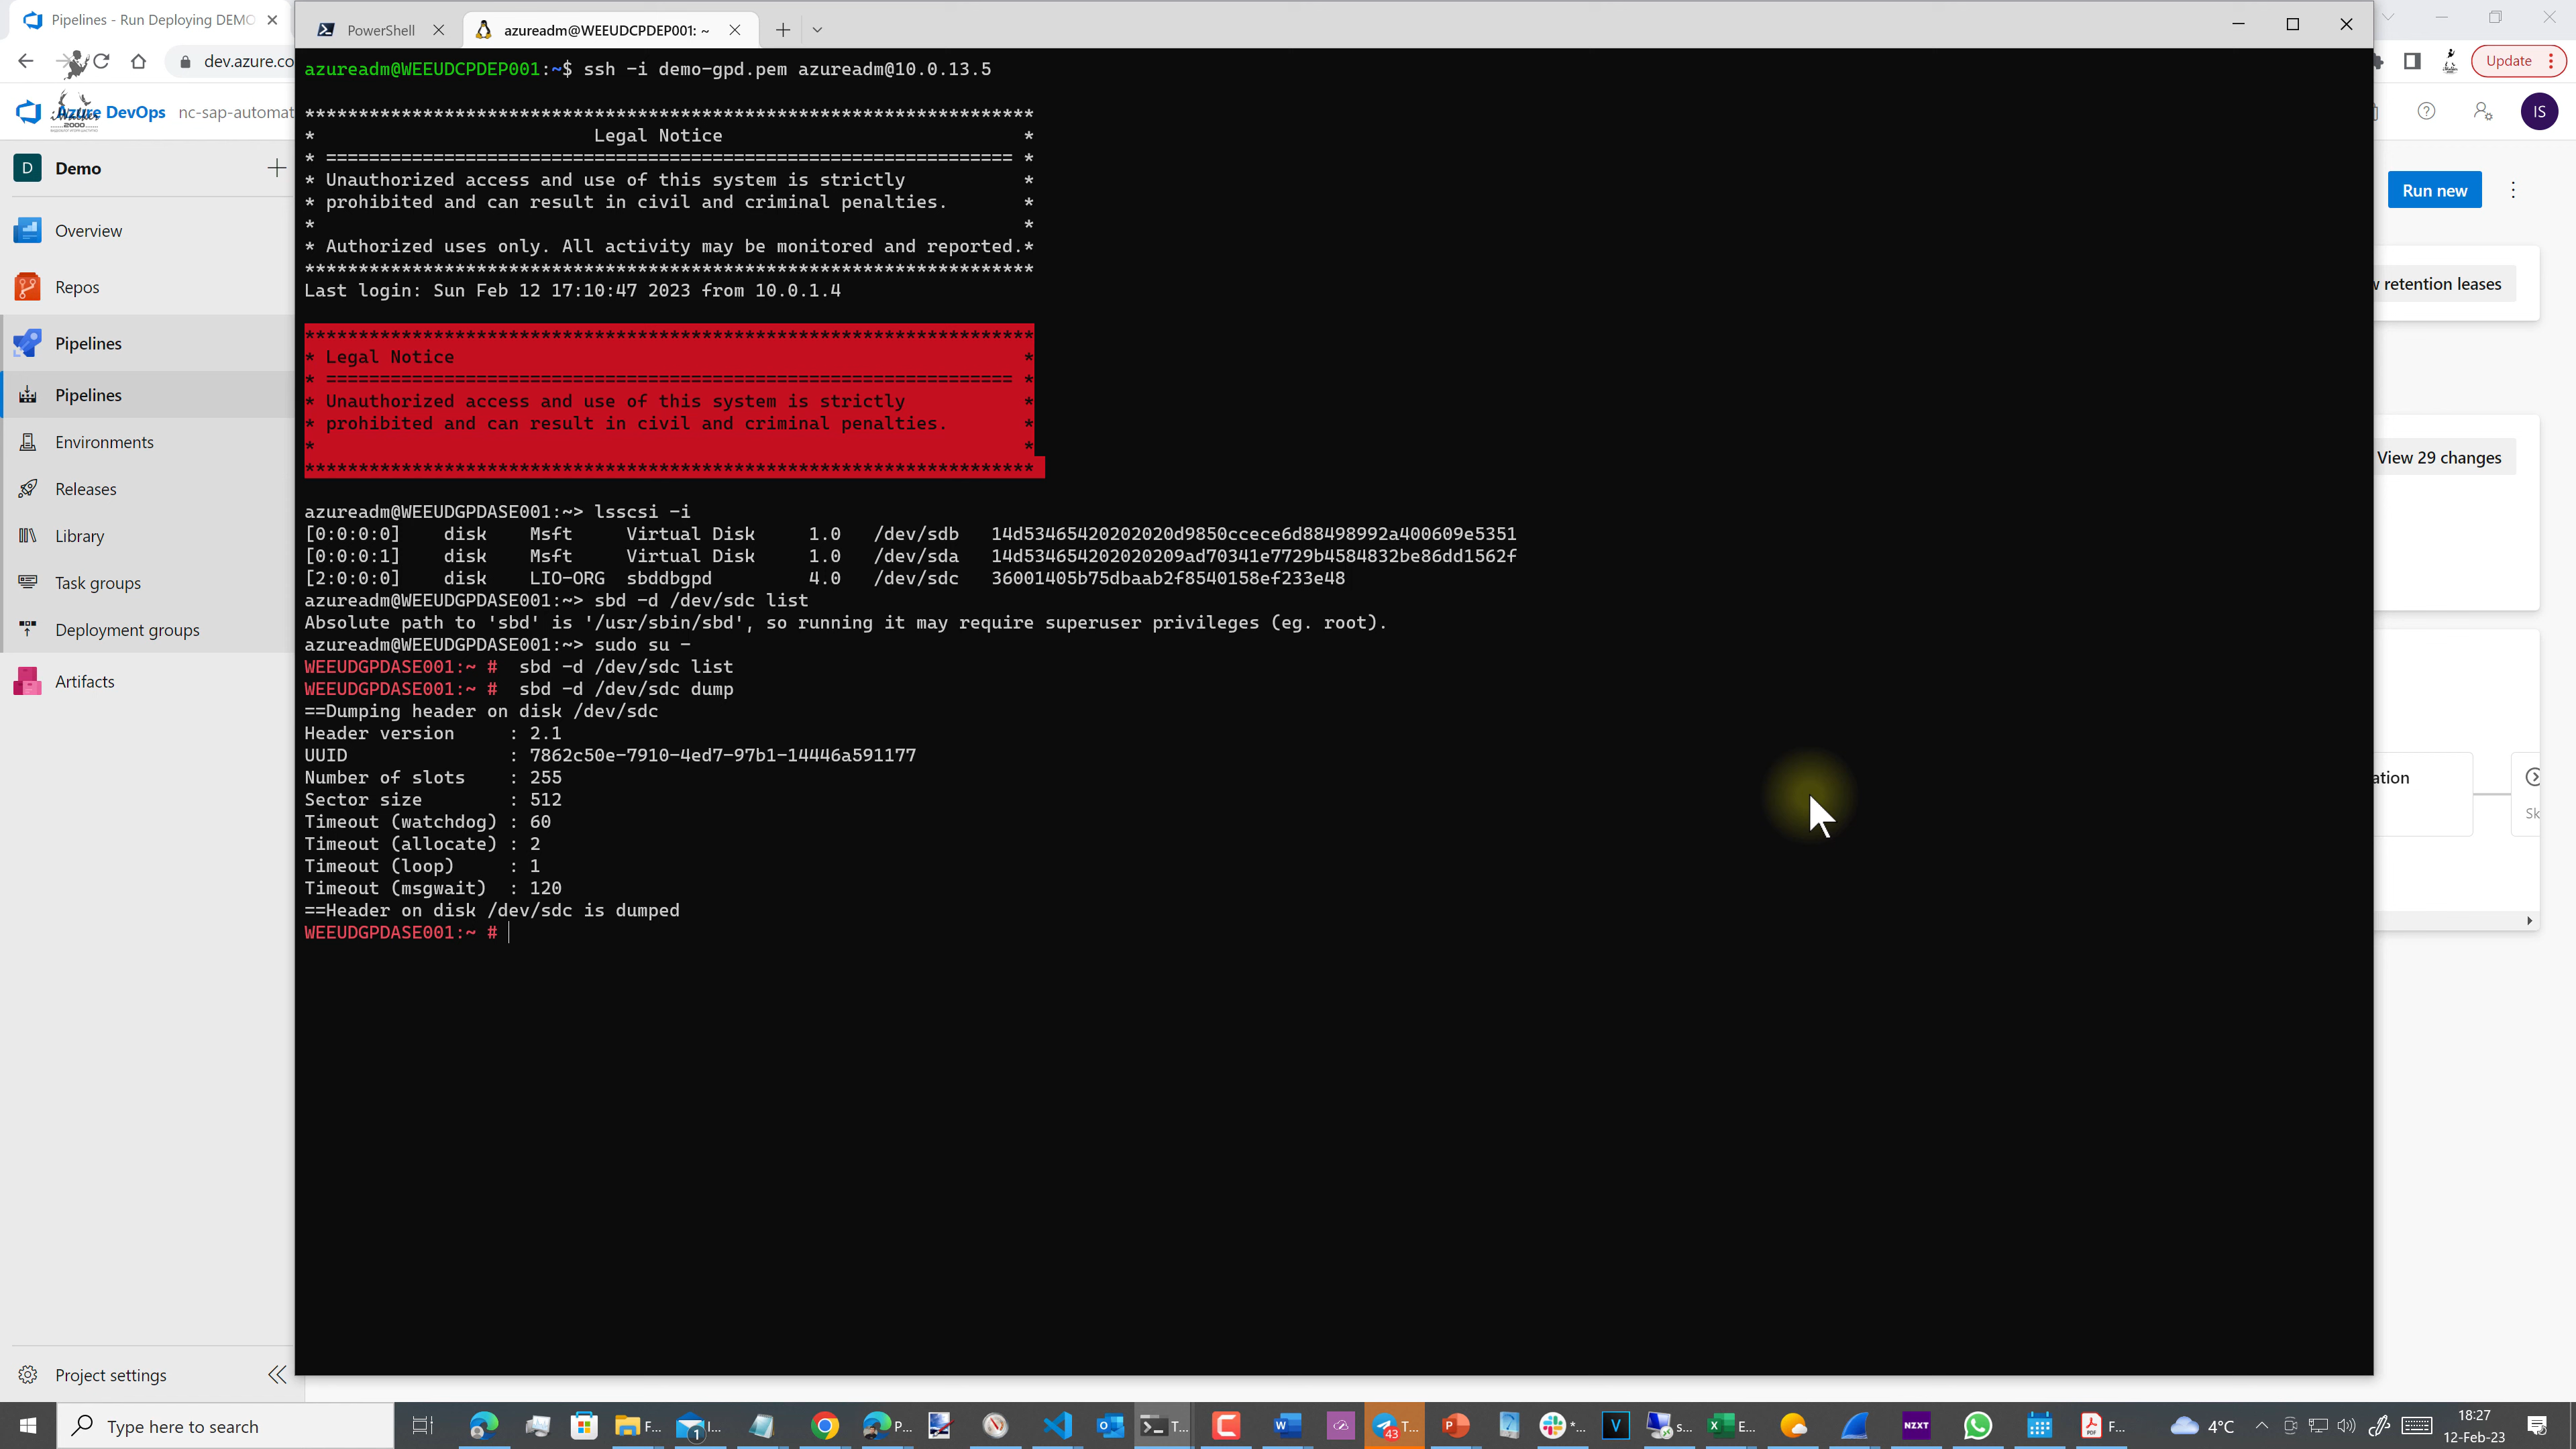 Pipelines - Run Deploying DEMO
PowerShell
azureadm@WEEUDCPDEP001: ~
dev.azure.co
Update
Azure DevOps
nc-sap-automat
IS
D
Demo
Run new
Overview
Repos
retention leases
Pipelines
Pipelines
Environments
View 29 changes
Releases
Library
Task groups
Deployment groups
Artifacts
ation
Sk
Project settings
azureadm@WEEUDCPDEP001:~$ ssh -i demo-gpd.pem azureadm@10.0.13.5
********************************************************************
* Legal Notice *
* ================================================================ *
* Unauthorized access and use of this system is strictly *
* prohibited and can result in civil and criminal penalties. *
* *
* Authorized uses only. All activity may be monitored and reported.*
********************************************************************
Last login: Sun Feb 12 17:10:47 2023 from 10.0.1.4
********************************************************************
* Legal Notice *
* ================================================================ *
* Unauthorized access and use of this system is strictly *
* prohibited and can result in civil and criminal penalties. *
* *
********************************************************************
azureadm@WEEUDGPDASE001:~> lsscsi -i
[0:0:0:0] disk Msft Virtual Disk 1.0 /dev/sdb 14d53465420202020d9850ccece6d88498992a400609e5351
[0:0:0:1] disk Msft Virtual Disk 1.0 /dev/sda 14d534654202020209ad70341e7729b4584832be86dd1562f
[2:0:0:0] disk LIO-ORG sbddbgpd 4.0 /dev/sdc 36001405b75dbaab2f8540158ef233e48
azureadm@WEEUDGPDASE001:~> sbd -d /dev/sdc list
Absolute path to 'sbd' is '/usr/sbin/sbd', so running it may require superuser privileges (eg. root).
azureadm@WEEUDGPDASE001:~> sudo su -
WEEUDGPDASE001:~ # sbd -d /dev/sdc list
WEEUDGPDASE001:~ # sbd -d /dev/sdc dump
==Dumping header on disk /dev/sdc
Header version : 2.1
UUID : 7862c50e-7910-4ed7-97b1-14446a591177
Number of slots : 255
Sector size : 512
Timeout (watchdog) : 60
Timeout (allocate) : 2
Timeout (loop) : 1
Timeout (msgwait) : 120
==Header on disk /dev/sdc is dumped
WEEUDGPDASE001:~ #
Type here to search
F...
1
I...
P...
T...
43
T...
*...
V
s...
E...
NZXT
F...
4°C
18:27
12-Feb-23